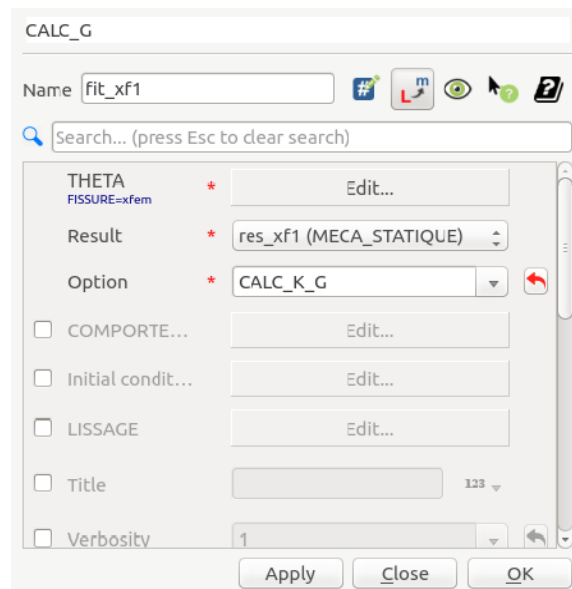 CALC_G
Name fit_xf1
Search... (press Esc to clear search)
THETA * Edit...
FISSURE=xfem
Result * res_xf1 (MECA_STATIQUE)
Option * CALC_K_G
COMPORTE... Edit...
Initial condit... Edit...
LISSAGE Edit...
Title 123
Verbosity 1
Apply Close OK